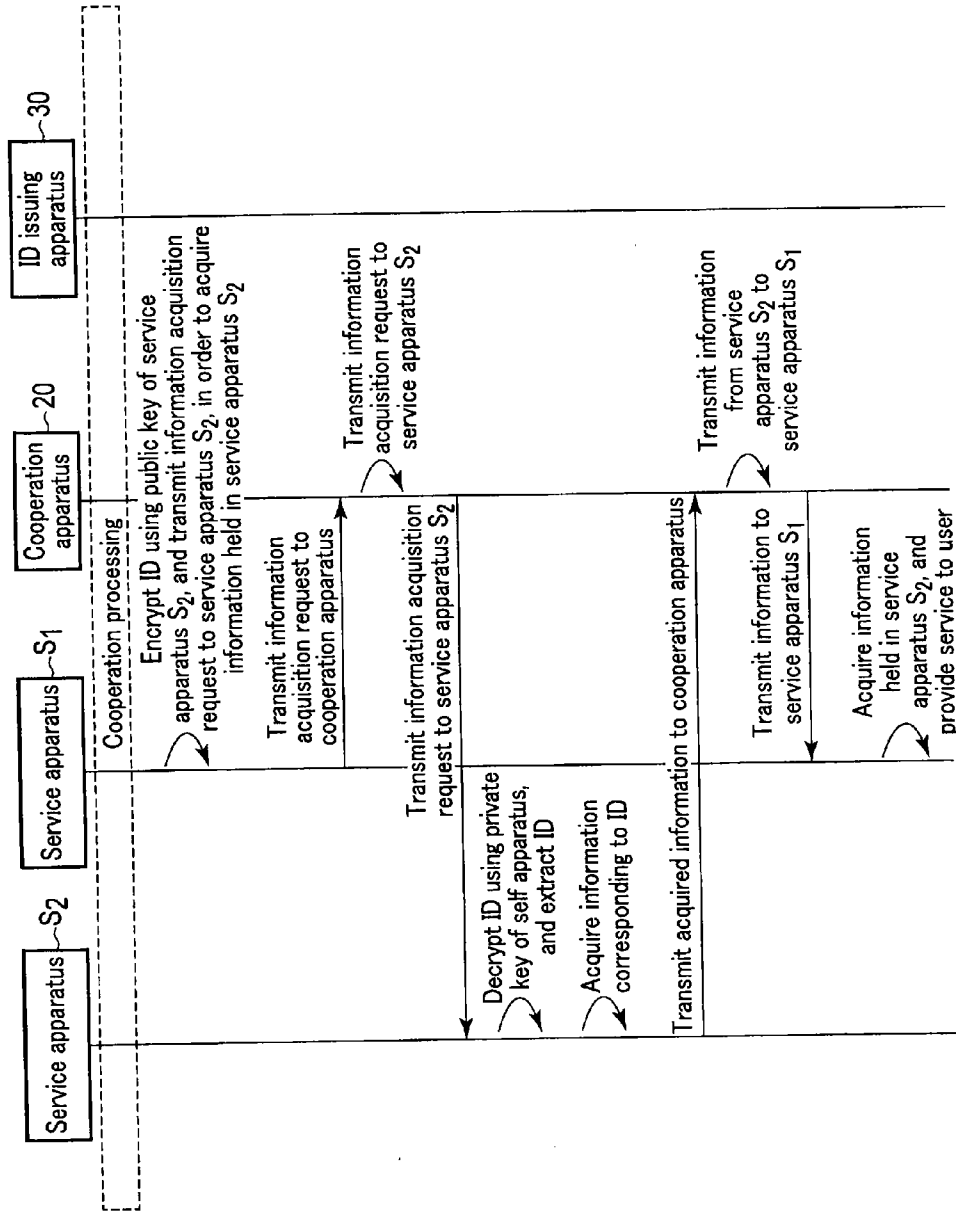 Service apparatus
S2
Service apparatus
S1
Cooperation
apparatus
20
ID issuing
apparatus
30
Cooperation processing
Encrypt ID using public key of service
apparatus S2, and transmit information acquisition
request to service apparatus S2, in order to acquire
information held in service apparatus S2
Transmit information
acquisition request to
cooperation apparatus
Transmit information
acquisition request to
service apparatus S2
Transmit information acquisition
request to service apparatus S2
Decrypt ID using private
key of self apparatus,
and extract ID
Acquire information
corresponding to ID
Transmit acquired information to cooperation apparatus
Transmit information
from service
apparatus S2 to
service apparatus S1
Transmit information to
service apparatus S1
Acquire information
held in service
apparatus S2, and
provide service to user